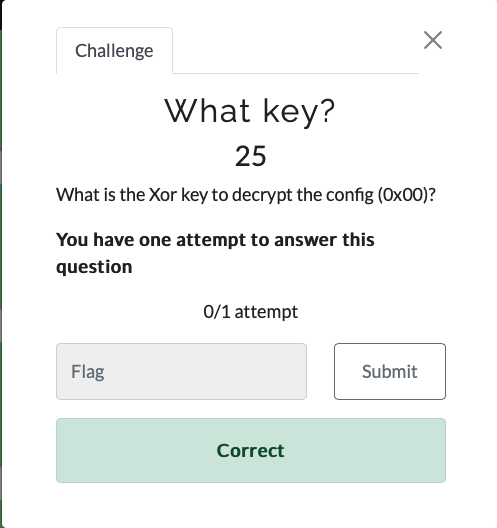 Challenge
What key?
25
What is the Xor key to decrypt the config (0x00)?
You have one attempt to answer this
question
0/1 attempt
Flag
Submit
Correct